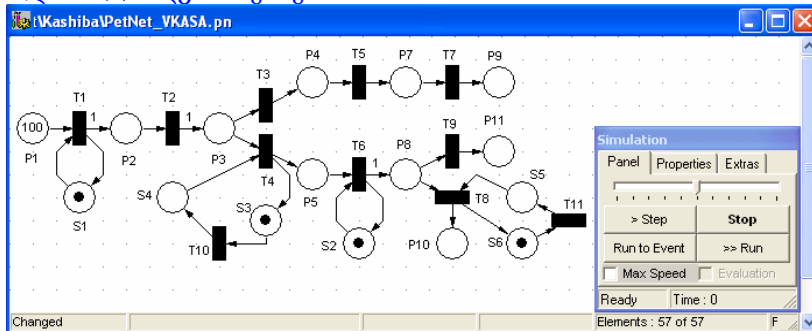 t\Kashiba\PetNet_VKASA.pn
P4 T5 P7 T7 P9
T3
T1 T2 T9 P11
1 1 T6 P8
100 1
P1 P2 P3 T4 P5 T8 S5
S4 S3 T11
S1 T10 S2 P10 S6
Simulation
Panel Properties Extras
> Step Stop
Run to Event >> Run
Max Speed Evaluation
Ready Time : 0
Changed Elements : 57 of 57 F